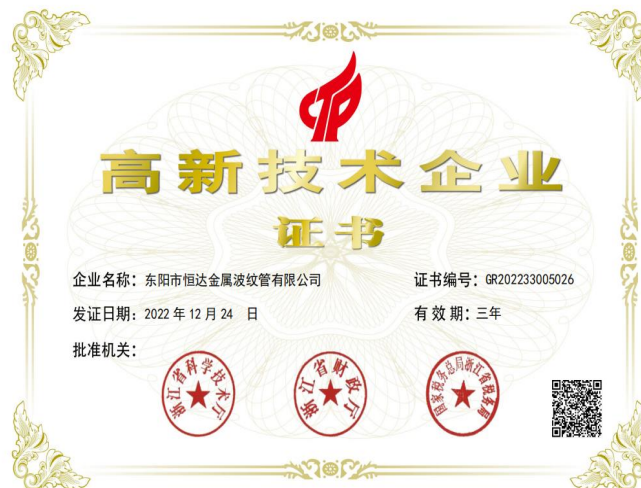 高新技术企业
证书
企业名称：东阳市恒达金属波纹管有限公司
证书编号：GR202233005026
发证日期：2022 年 12 月 24 日
有 效 期：三年
批准机关：
浙江省科学技术厅
浙江省财政厅
国家税务总局浙江省税务局